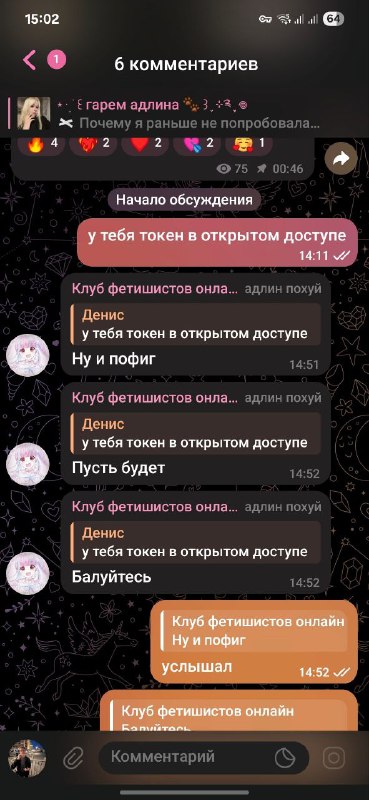 15:02
64
1
6 комментариев
гарем адлина
Почему я раньше не попробовала...
4
2
2
2
1
75
00:46
Начало обсуждения
у тебя токен в открытом доступе
14:11
Клуб фетишистов онла... адлин похуй
Денис
у тебя токен в открытом доступе
Ну и пофиг
14:51
Клуб фетишистов онла... адлин похуй
Денис
у тебя токен в открытом доступе
Пусть будет
14:52
Клуб фетишистов онла... адлин похуй
Денис
у тебя токен в открытом доступе
Балуйтесь
14:52
Клуб фетишистов онлайн
Ну и пофиг
услышал
14:52
Клуб фетишистов онлайн
Балуйтесь
Комментарий